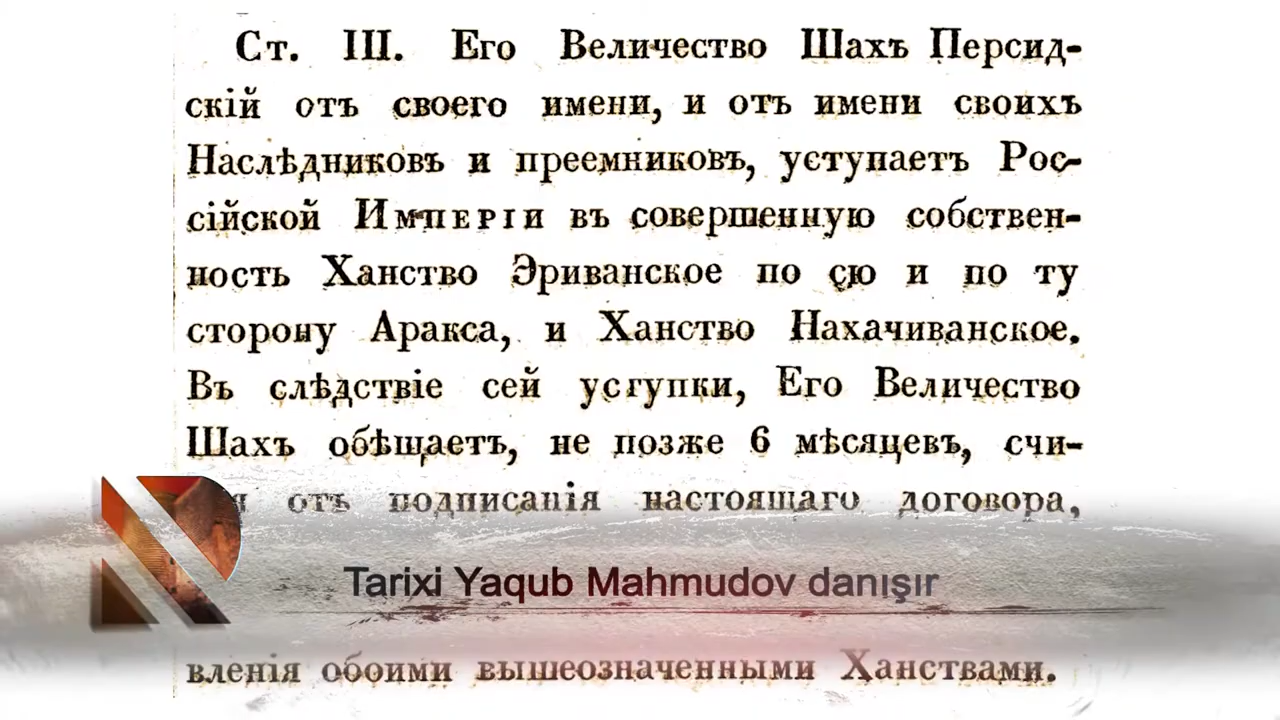 Ст. III. Его Величество Шахъ Персид-
скій отъ своего имени, и отъ имени своихъ
Наслѣдниковъ и преемниковъ, уступаетъ Рос-
сійской Имперіи въ совершенную собствен-
ность Ханство Эриванское по сю и по ту
сторону Аракса, и Ханство Нахачиванское.
Въ слѣдствіе сей уступки, Его Величество
Шахъ обѣщаетъ, не позже 6 мѣсяцевъ, счи-
отъ подписанія настоящаго договора,
Tarixi Yaqub Mahmudov danışır
вленія обоими вышеозначенными Ханствами.